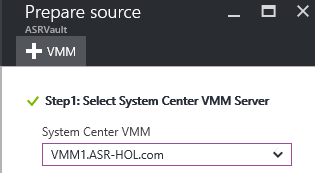 Prepare source
ASRVault
VMM
Step1: Select System Center VMM Server
System Center VMM
VMM1.ASR-HOL.com